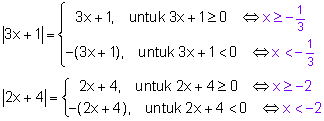 |3x + 1| = { 3x + 1, untuk 3x + 1 ≥ 0 ⇔ x ≥ -1/3
-(3x + 1), untuk 3x + 1 < 0 ⇔ x < -1/3
|2x + 4| = { 2x + 4, untuk 2x + 4 ≥ 0 ⇔ x ≥ -2
-(2x + 4), untuk 2x + 4 < 0 ⇔ x < -2